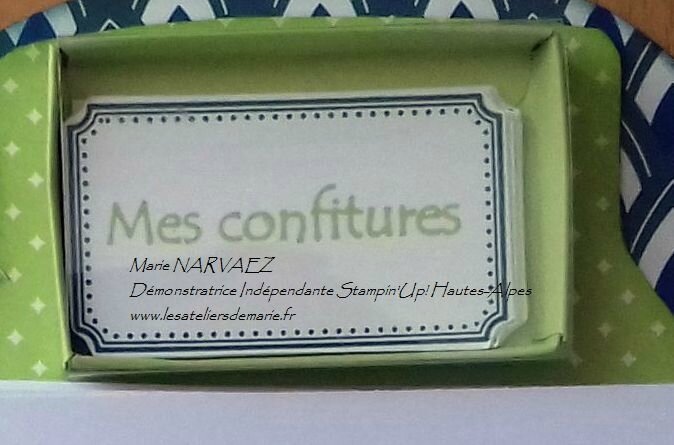 Mes confitures
Marie NARVAEZ
Démonstratrice Indépendante Stampin'Up! Hautes-Alpes
www.lesateliersdemarie.fr